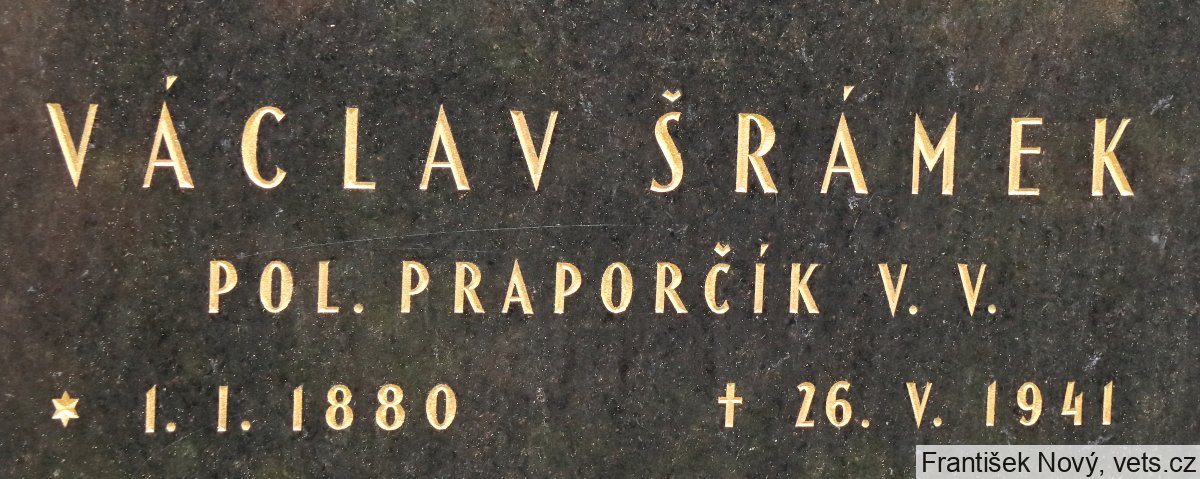 VÁCLAV ŠRÁMEK
POL. PRAPORČÍK V. V.
* 1. I. 1880 † 26. V. 1941
František Nový, vets.cz